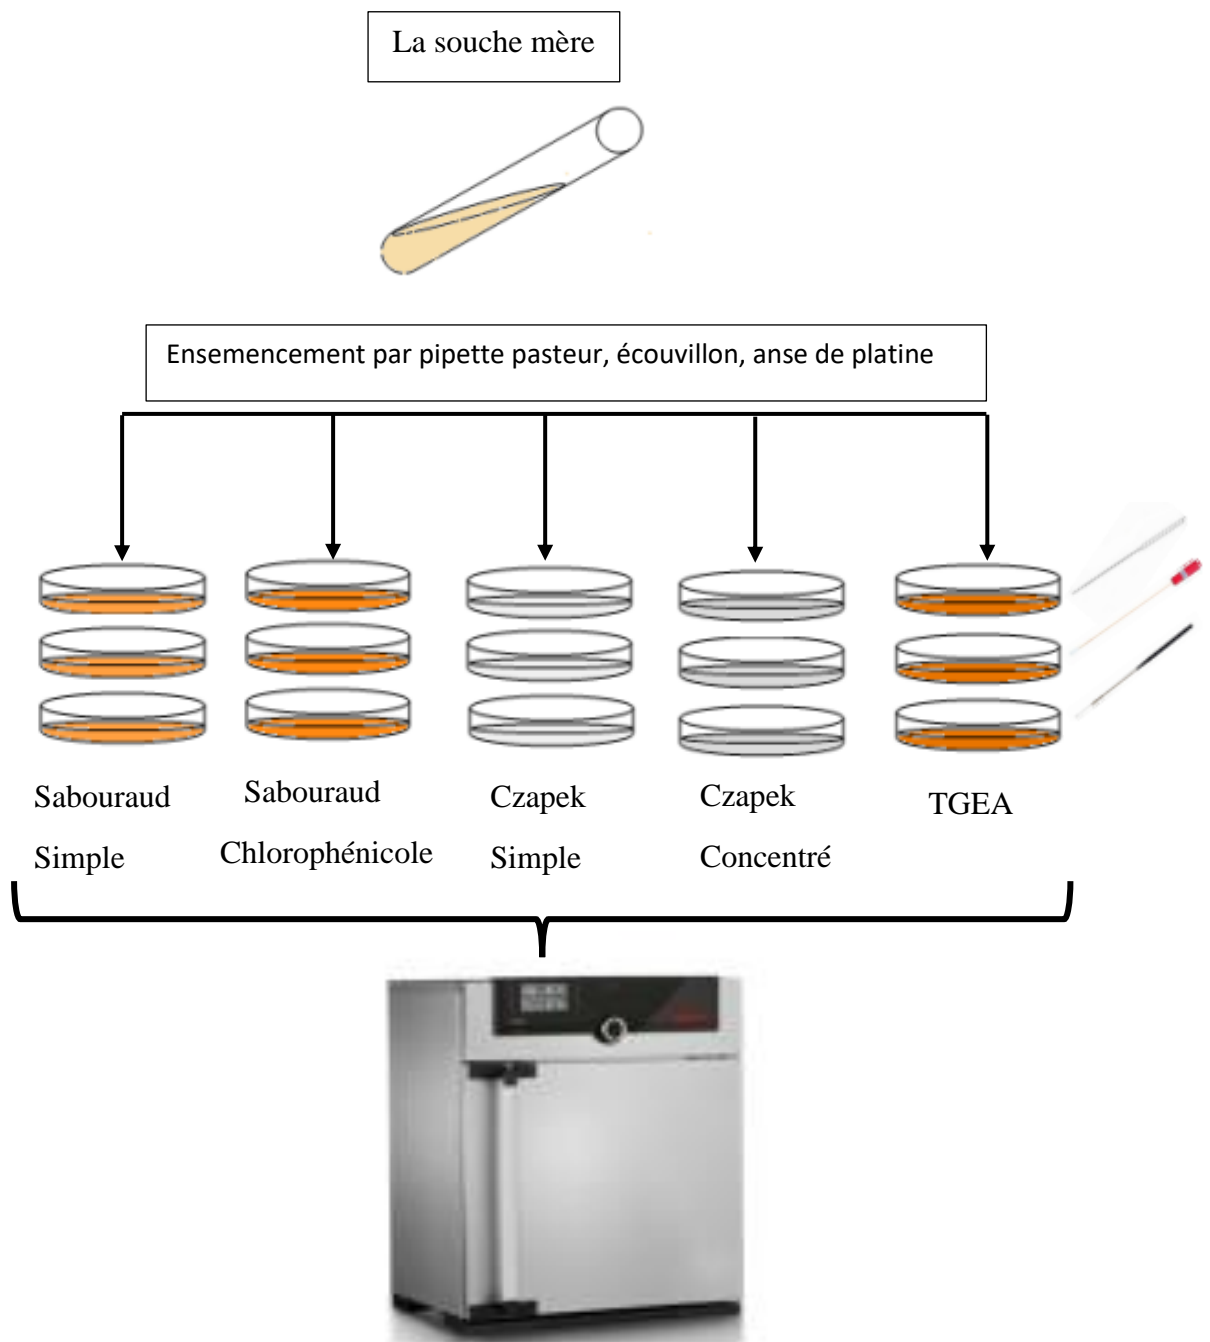 La souche mère
Ensemencement par pipette pasteur, écouvillon, anse de platine
Sabouraud
Simple
Sabouraud
Chlorophénicole
Czapek
Simple
Czapek
Concentré
TGEA